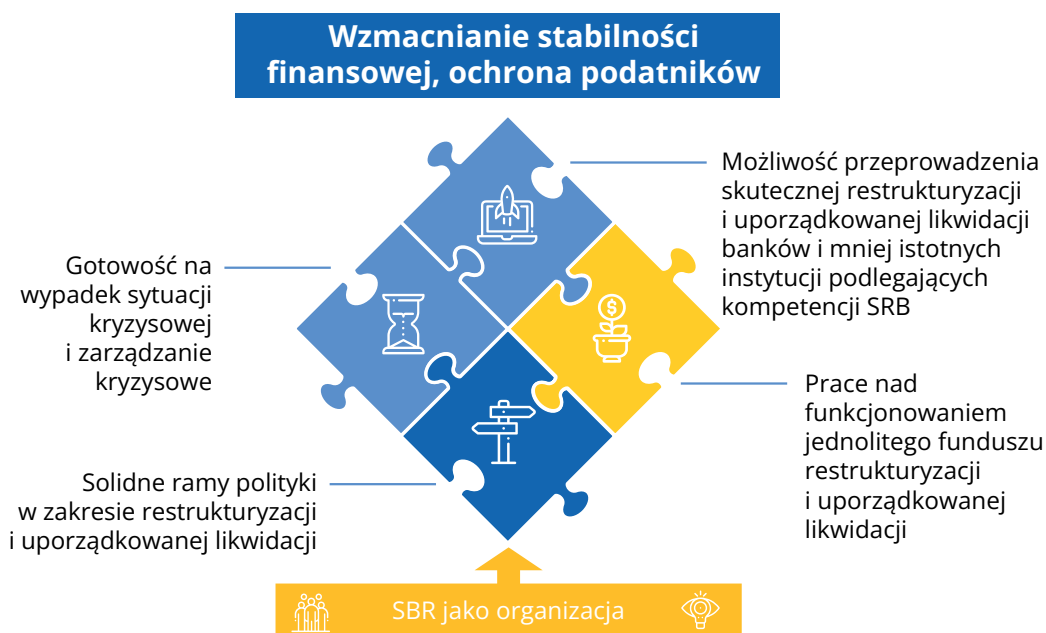 Wzmacnianie stabilności
finansowej, ochrona podatników
Możliwość przeprowadzenia
skutecznej restrukturyzacji
i uporządkowanej likwidacji
banków i mniej istotnych
instytucji podlegających
kompetencji SRB
Gotowość na
wypadek sytuacji
kryzysowej
i zarządzanie
kryzysowe
$
Prace nad
funkcjonowaniem
jednolitego funduszu
restrukturyzacji
i uporządkowanej
likwidacji
Solidne ramy polityki
w zakresie restrukturyzacji
i uporządkowanej likwidacji
SBR jako organizacja